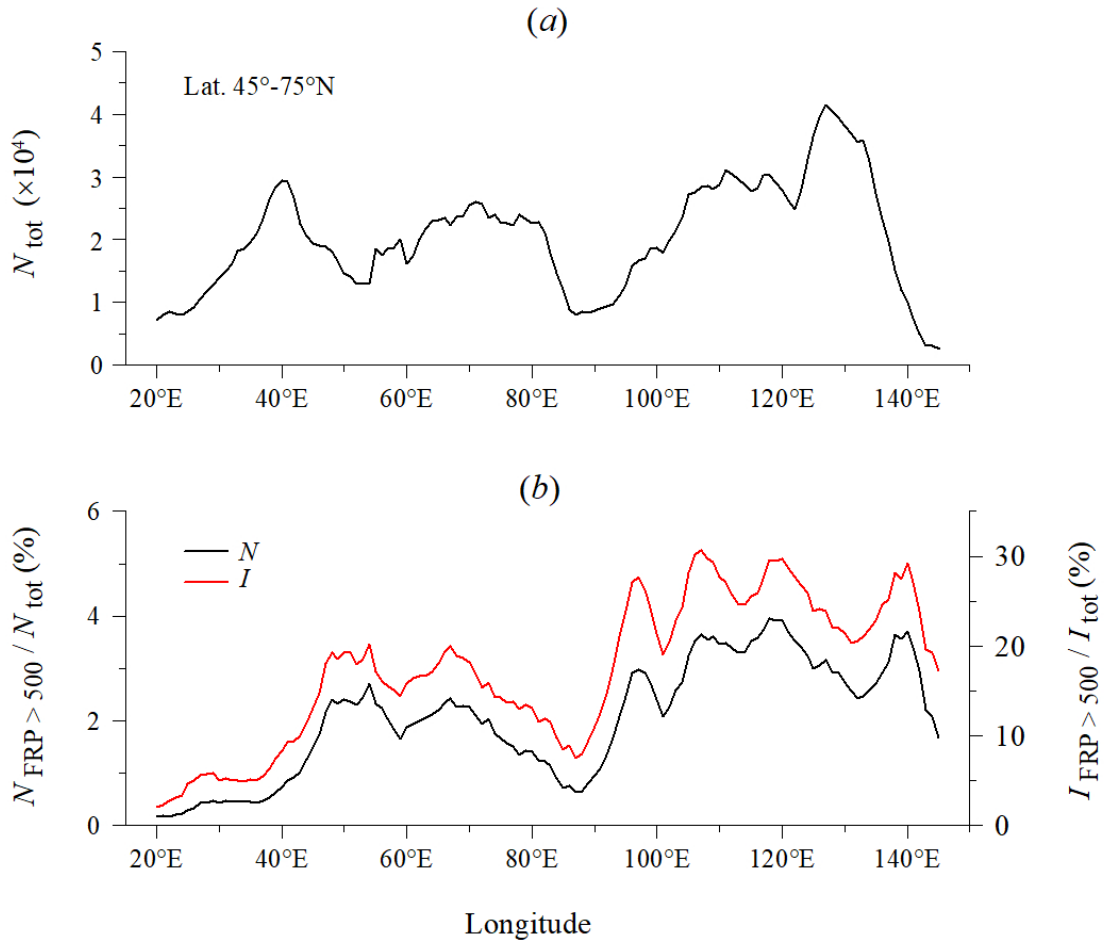 (a)
N tot (×10⁴)
5
4
3
2
1
0
Lat. 45°-75°N
20°E 40°E 60°E 80°E 100°E 120°E 140°E
(b)
N FRP > 500 / N tot (%)
6
4
2
0
N
I
30
20
10
0
I FRP > 500 / I tot (%)
20°E 40°E 60°E 80°E 100°E 120°E 140°E
Longitude